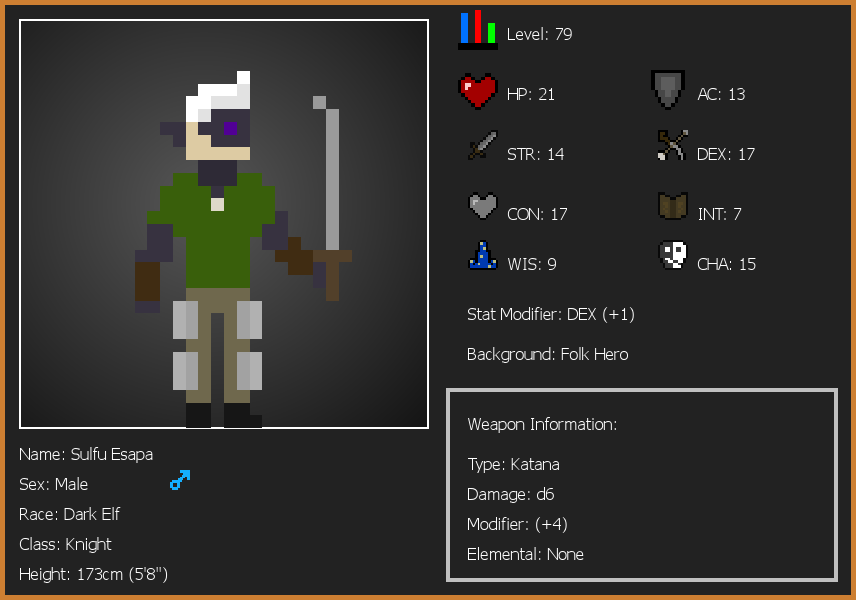 Level: 79
HP: 21
AC: 13
STR: 14
DEX: 17
CON: 17
INT: 7
WIS: 9
CHA: 15
Stat Modifier: DEX (+1)
Background: Folk Hero
Weapon Information:
Type: Katana
Damage: d6
Modifier: (+4)
Elemental: None
Name: Sulfu Esapa
Sex: Male
Race: Dark Elf
Class: Knight
Height: 173cm (5'8")